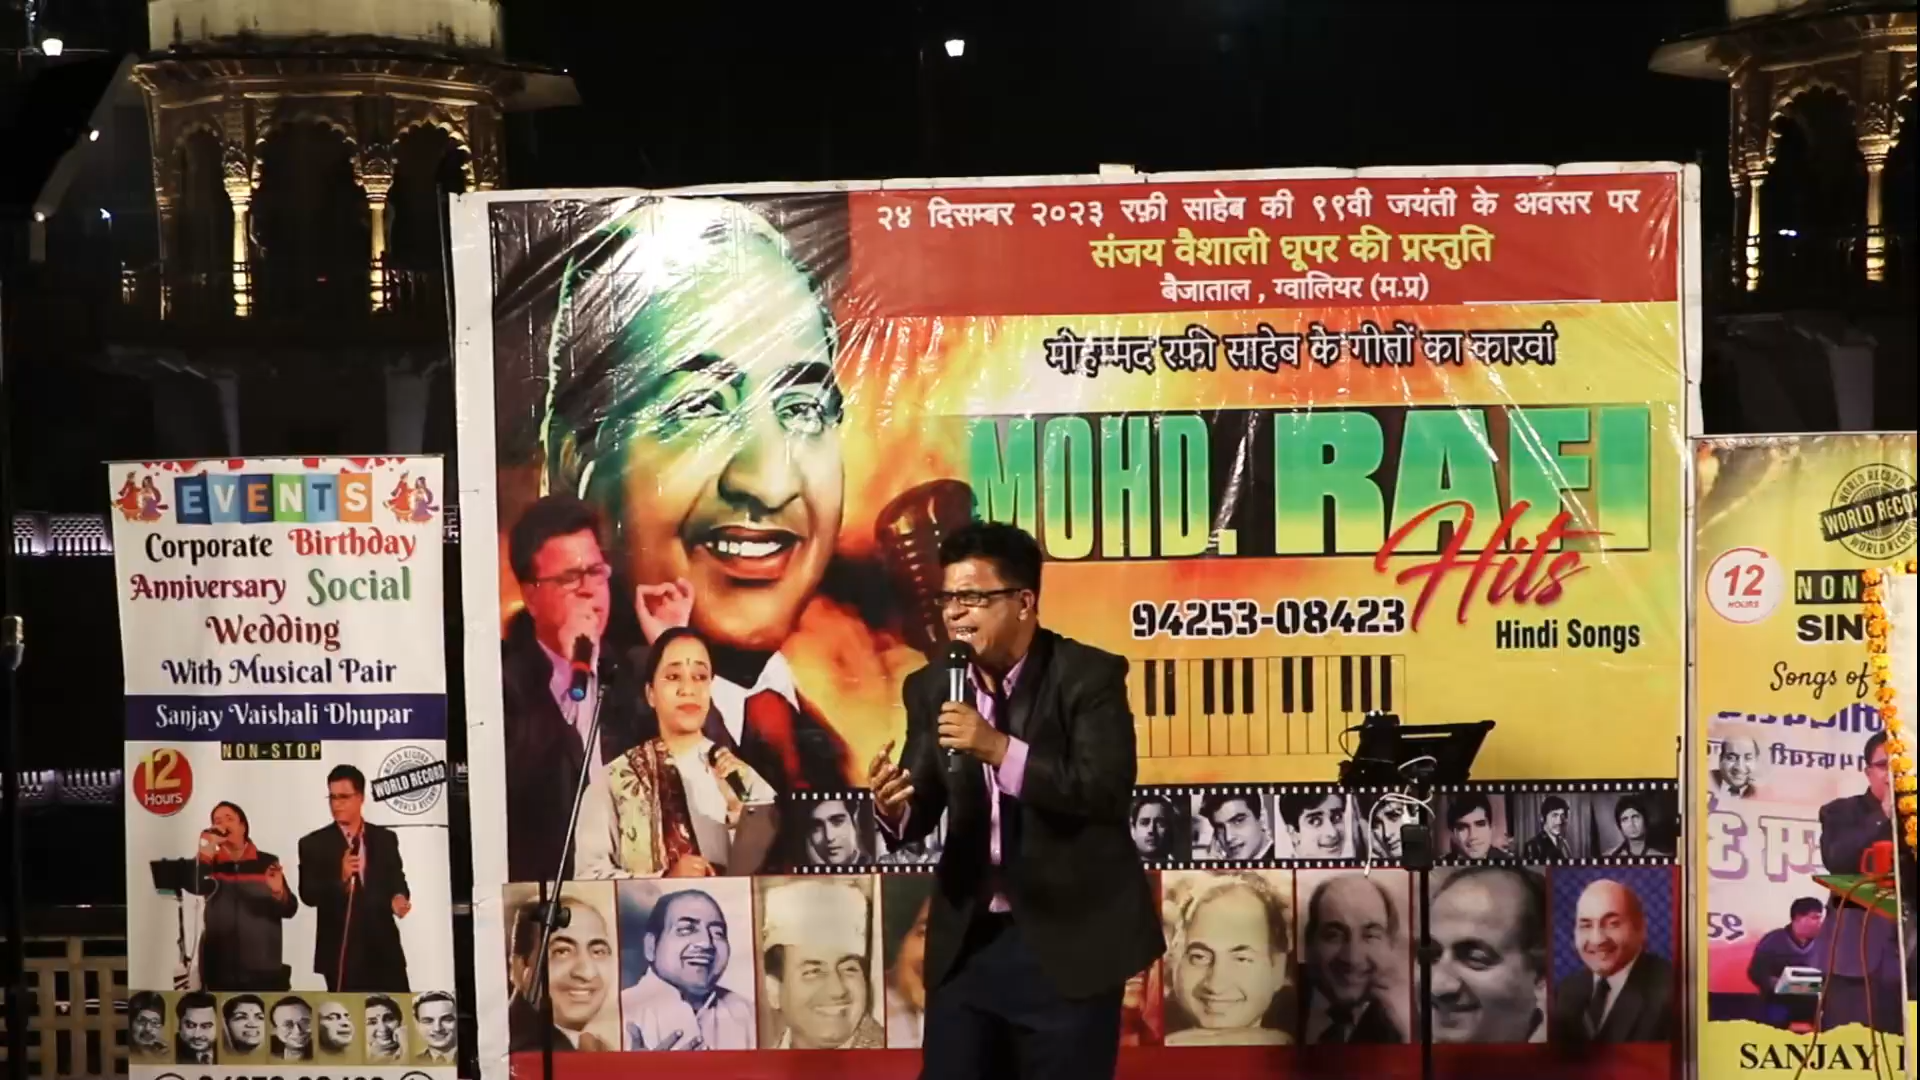 २४ दिसम्बर २०२३ रफ़ी साहेब की ९९वी जयंती के अवसर पर
संजय वैशाली धूपर की प्रस्तुति
बैजाताल , ग्वालियर (म.प्र)
मोहम्मद रफ़ी साहेब के गीतों का कारवां
MOHD. RAFI
Hits
94253-08423
Hindi Songs
EVENTS
Corporate Birthday
Anniversary Social
Wedding
With Musical Pair
Sanjay Vaishali Dhupar
NON-STOP
12
Hours
WORLD RECORD
WORLD RECORD
WORLD RECORD
12
HOURS
NON
SIN
Songs of
SANJAY